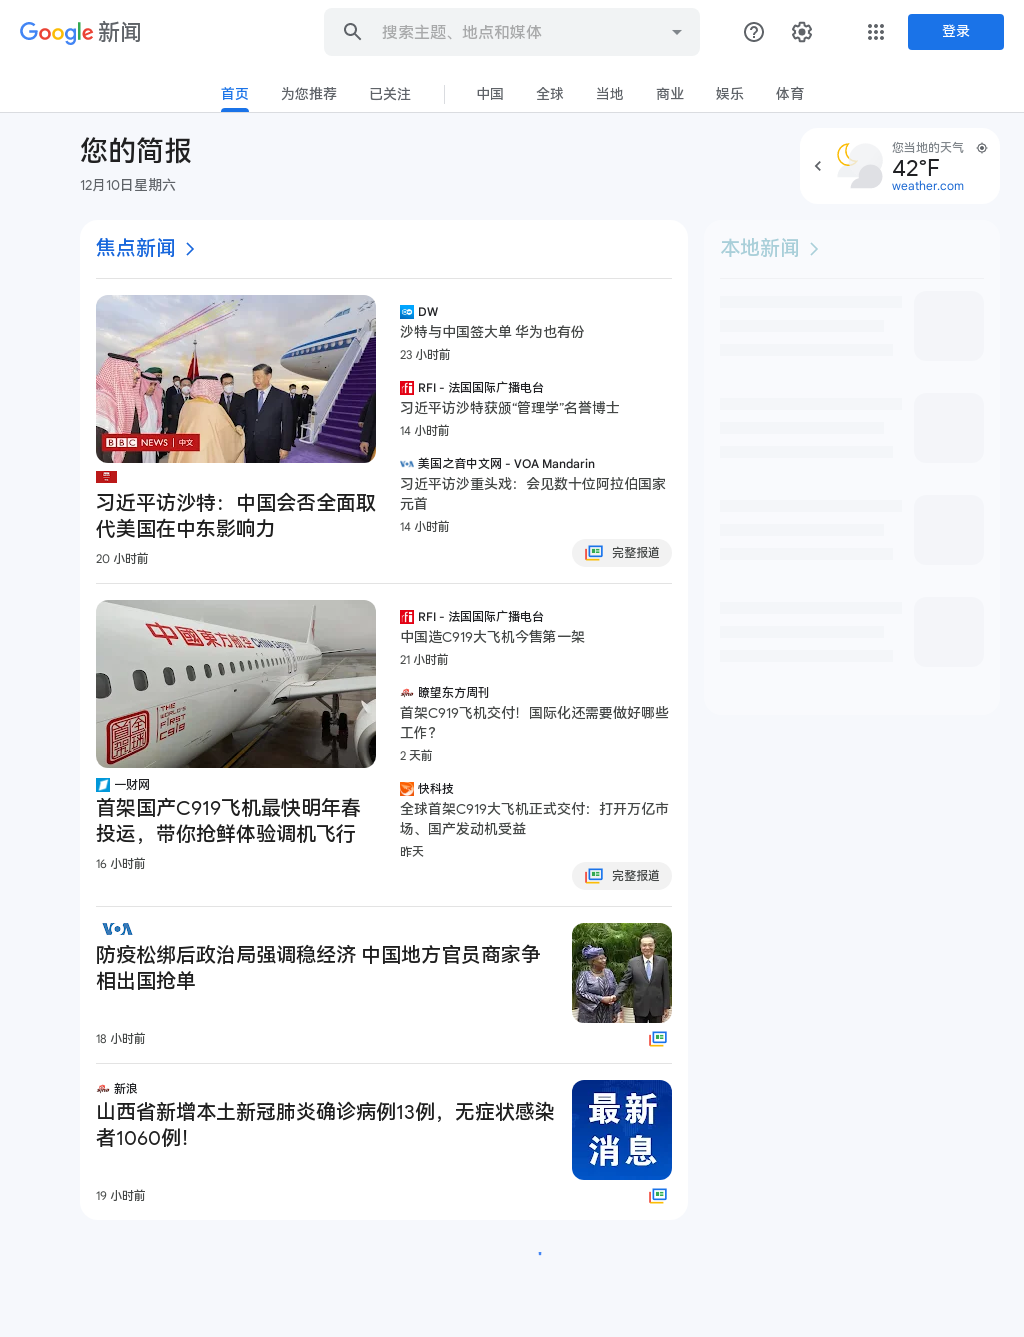 Google 新闻
搜索主题、地点和媒体
登录
首页
为您推荐
已关注
中国
全球
当地
商业
娱乐
体育
您的简报
12月10日星期六
您当地的天气
42°F
weather.com
焦点新闻
本地新闻
BBC NEWS 中文
习近平访沙特：中国会否全面取
代美国在中东影响力
20 小时前
DW
沙特与中国签大单 华为也有份
23 小时前
RFI - 法国国际广播电台
习近平访沙特获颁“管理学”名誉博士
14 小时前
美国之音中文网 - VOA Mandarin
习近平访沙重头戏：会见数十位阿拉伯国家
元首
14 小时前
完整报道
中國東方航空 CHINA EASTERN
THE WORLD'S
FIRST
C919
一财网
首架国产C919飞机最快明年春
投运，带你抢鲜体验调机飞行
16 小时前
RFI - 法国国际广播电台
中国造C919大飞机今售第一架
21 小时前
瞭望东方周刊
首架C919飞机交付！国际化还需要做好哪些
工作？
2 天前
快科技
全球首架C919大飞机正式交付：打开万亿市
场、国产发动机受益
昨天
完整报道
VOA
防疫松绑后政治局强调稳经济 中国地方官员商家争
相出国抢单
18 小时前
新浪
山西省新增本土新冠肺炎确诊病例13例，无症状感染
者1060例！
19 小时前
最新
消息